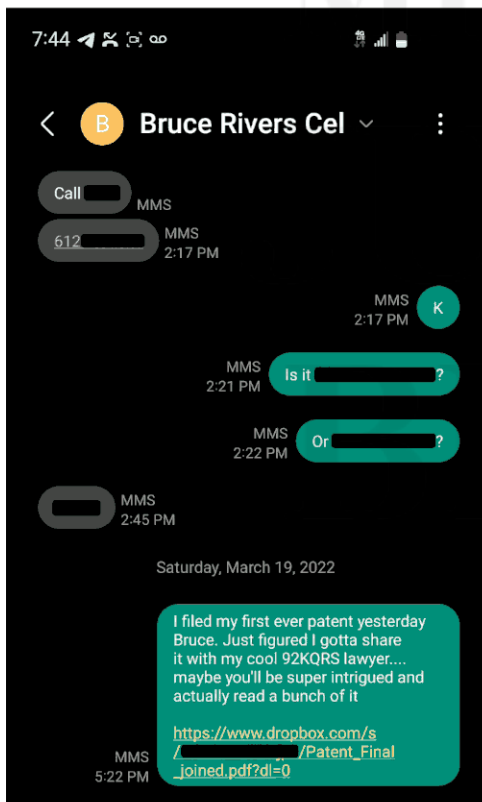 7:44
B Bruce Rivers Cel
Call
MMS
612
MMS
2:17 PM
MMS
2:17 PM
K
MMS
2:21 PM
Is it ?
MMS
2:22 PM
Or ?
MMS
2:45 PM
Saturday, March 19, 2022
I filed my first ever patent yesterday
Bruce. Just figured I gotta share
it with my cool 92KQRS lawyer....
maybe you'll be super intrigued and
actually read a bunch of it
https://www.dropbox.com/s
/ /Patent_Final
_joined.pdf?dl=0
MMS
5:22 PM